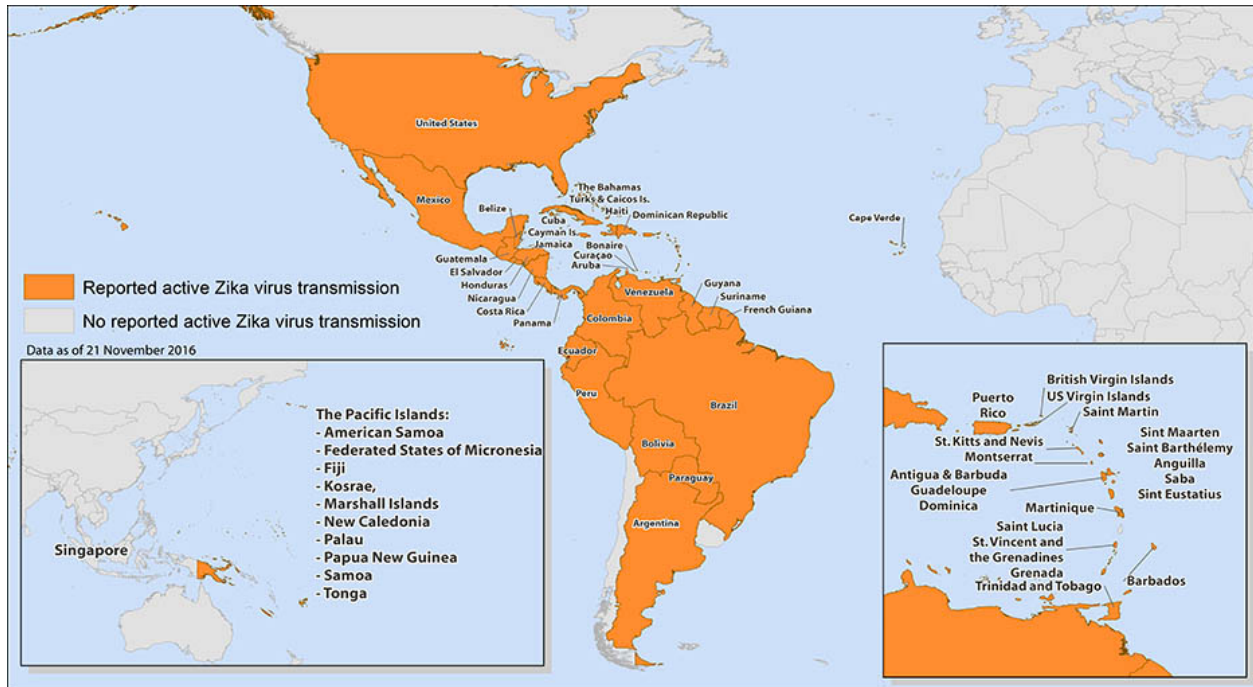 United States
Mexico
The Bahamas
Turks & Caicos Is.
Haiti
Dominican Republic
Belize
Cuba
Cayman Is
Jamaica
Guatemala
El Salvador
Honduras
Nicaragua
Costa Rica
Panama
Bonaire
Curaçao
Aruba
Cape Verde
Venezuela
Guyana
Suriname
French Guiana
Colombia
Ecuador
Peru
Brazil
Bolivia
Paraguay
Argentina
Reported active Zika virus transmission
No reported active Zika virus transmission
Data as of 21 November 2016
Singapore
The Pacific Islands:
- American Samoa
- Federated States of Micronesia
- Fiji
- Kosrae,
- Marshall Islands
- New Caledonia
- Palau
- Papua New Guinea
- Samoa
- Tonga
British Virgin Islands
US Virgin Islands
Saint Martin
Puerto
Rico
St. Kitts and Nevis
Montserrat
Sint Maarten
Saint Barthélemy
Anguilla
Saba
Sint Eustatius
Antigua & Barbuda
Guadeloupe
Dominica
Martinique
Saint Lucia
St. Vincent and
the Grenadines
Grenada
Trinidad and Tobago
Barbados